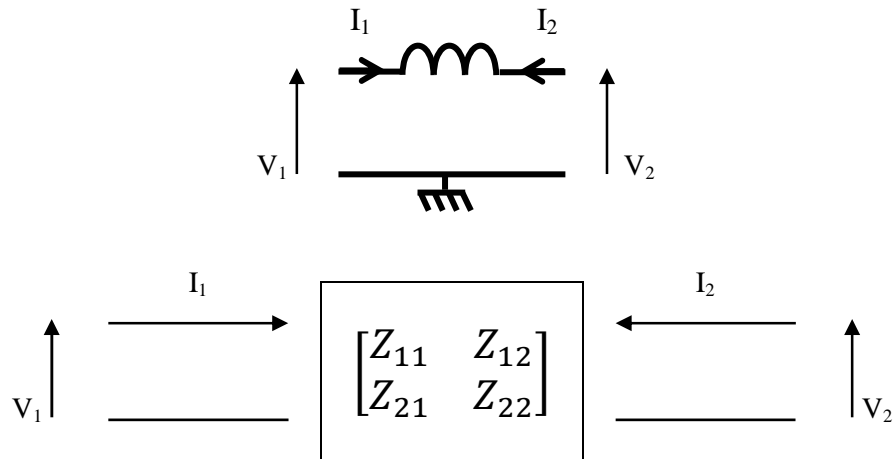 I₁ I₂
V₁ V₂
I₁ I₂
Z₁₁ Z₁₂
V₁ V₂
Z₂₁ Z₂₂